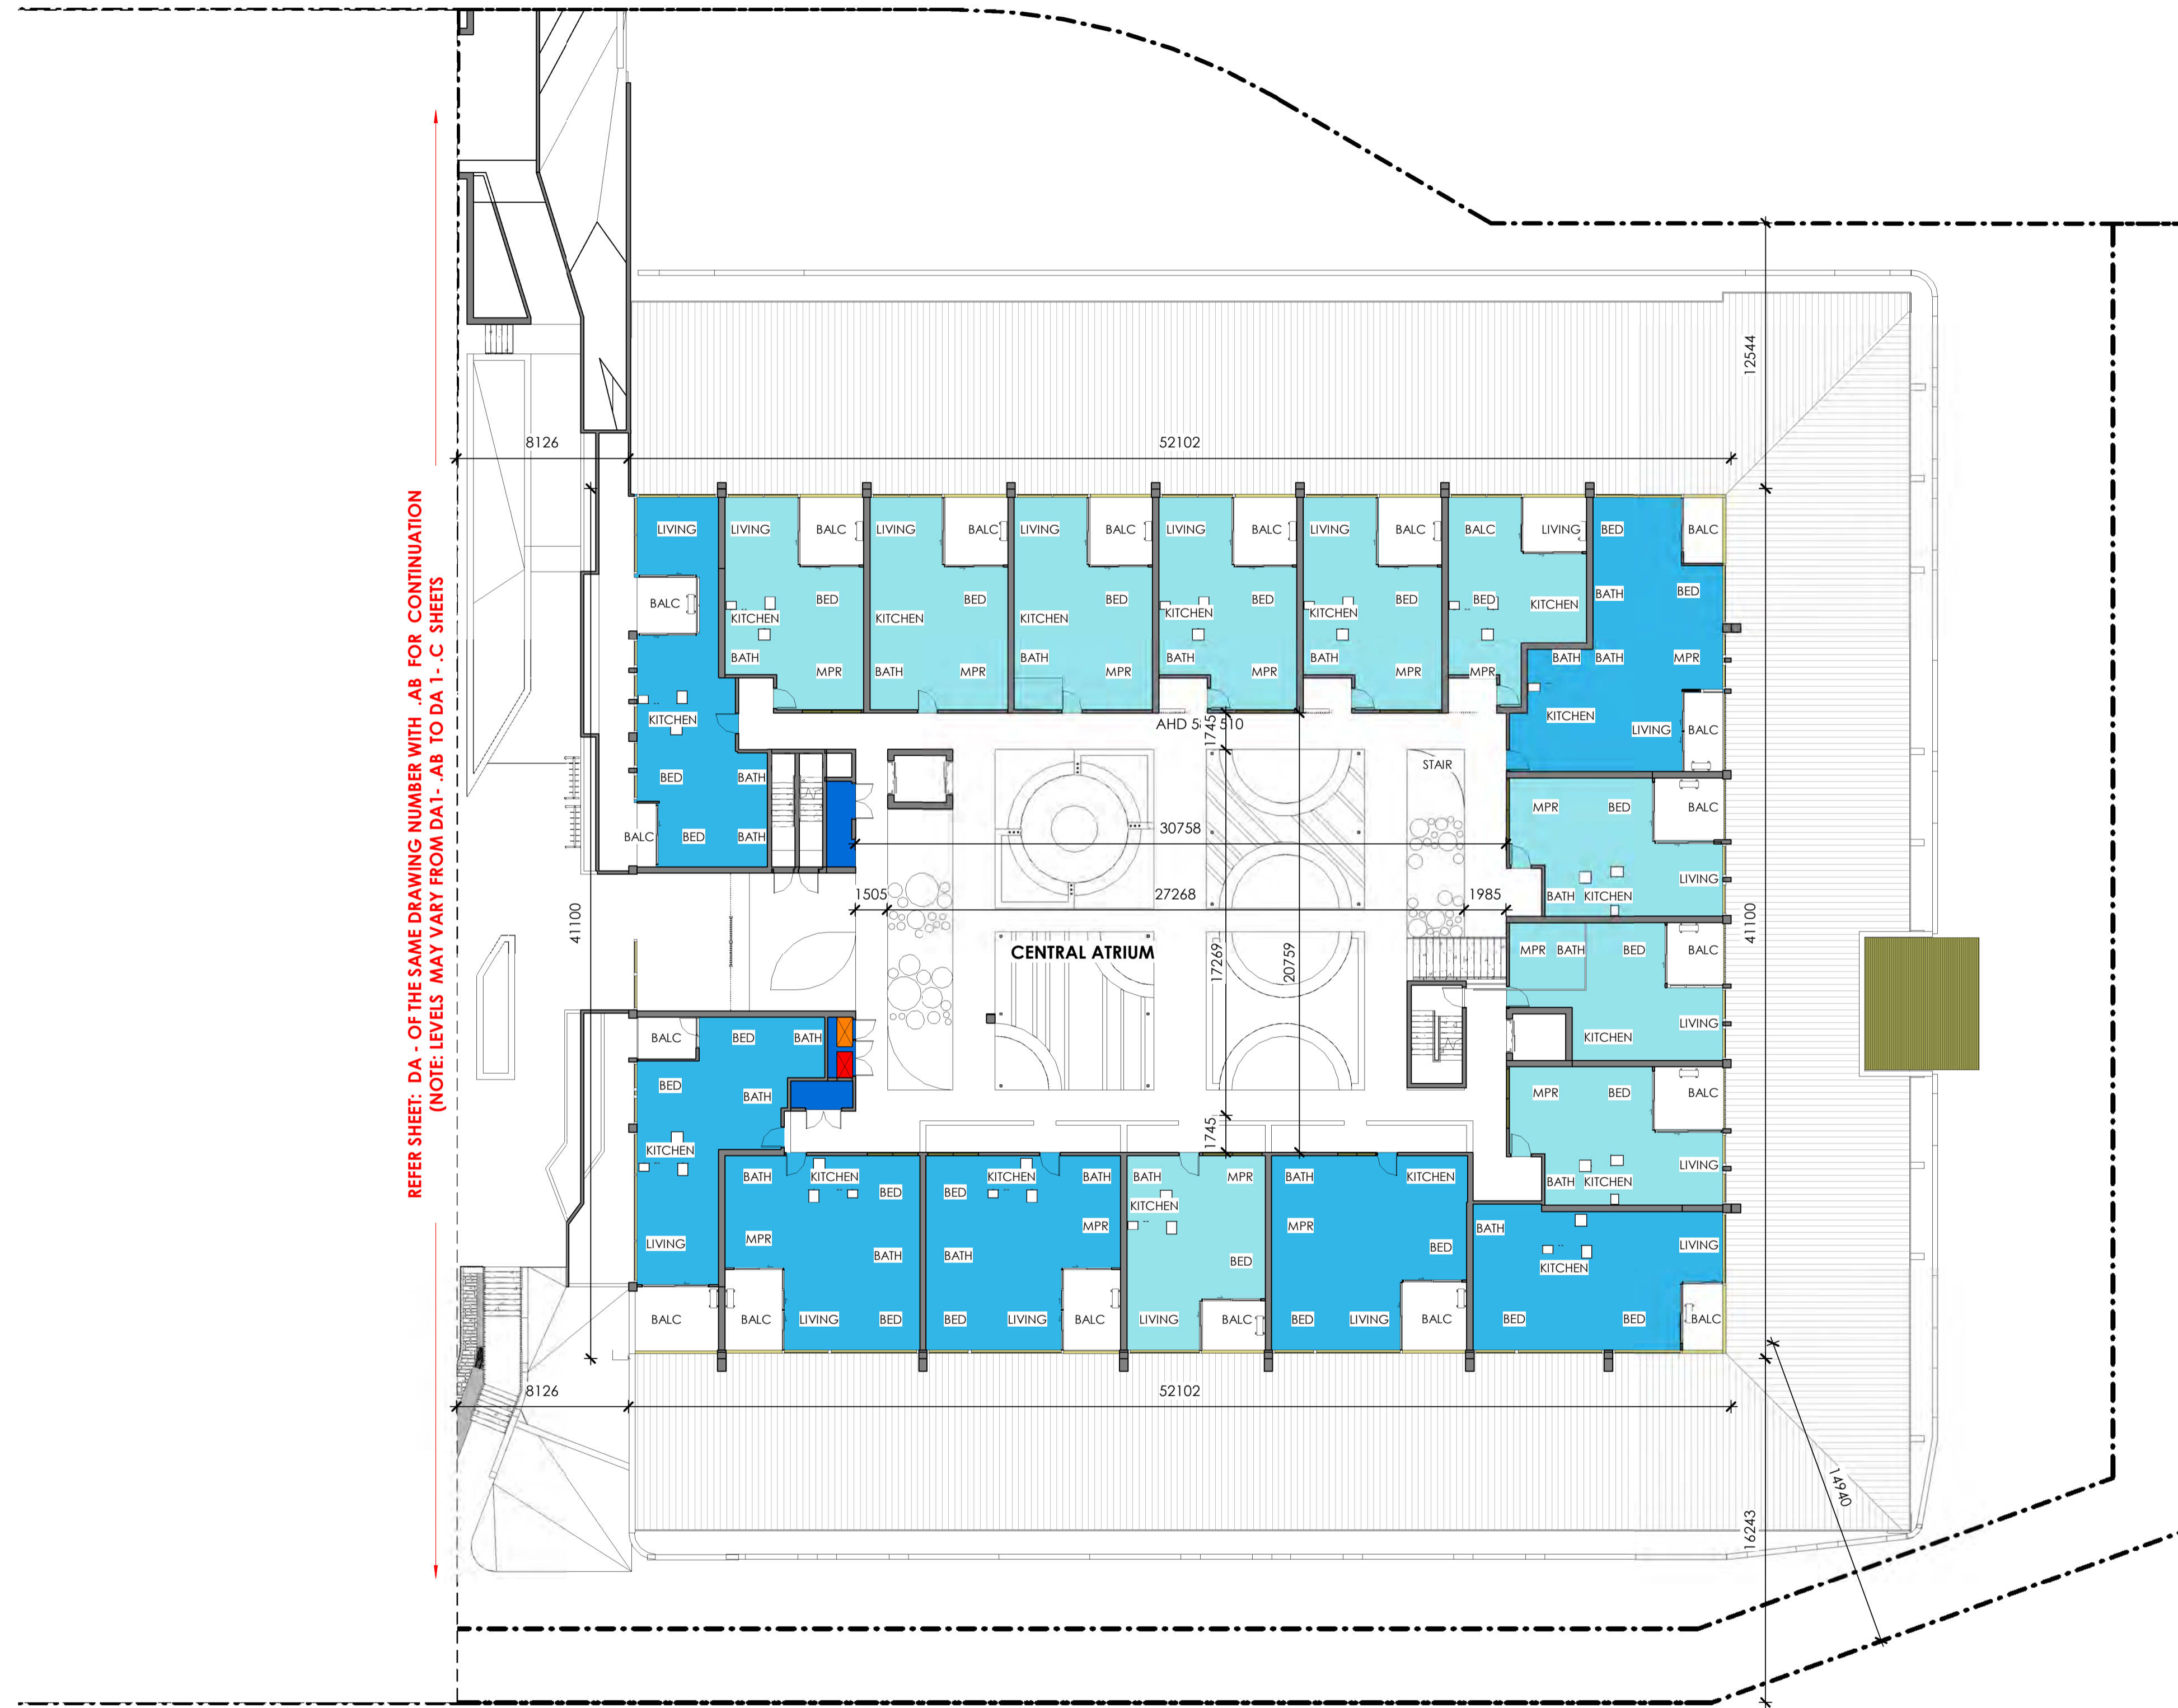 REFER SHEET: DA - OF THE SAME DRAWING NUMBER WITH .AB FOR CONTINUATION
(NOTE: LEVELS MAY VARY FROM DA1- .AB TO DA 1- .C SHEETS
12544
8126
52102
LIVING
LIVING
BALC
LIVING
BALC
LIVING
BALC
LIVING
BALC
LIVING
BALC
BALC
LIVING
BED
BALC
BALC
KITCHEN
BED
KITCHEN
BED
KITCHEN
BED
KITCHEN
BED
KITCHEN
BED
BED
KITCHEN
BATH
BED
BATH
MPR
BATH
MPR
BATH
MPR
BATH
MPR
BATH
MPR
MPR
BATH
BATH
MPR
KITCHEN
KITCHEN
LIVING
BALC
AHD 5
510
1745
STAIR
BED
BATH
BALC
BED
BATH
MPR
BED
BALC
LIVING
BATH
KITCHEN
30758
1505
27268
1985
41100
41100
CENTRAL ATRIUM
17269
20759
MPR
BATH
BED
BALC
LIVING
KITCHEN
BALC
BED
BATH
BED
BATH
KITCHEN
LIVING
BALC
MPR
BED
BALC
LIVING
BATH
KITCHEN
1745
BATH
KITCHEN
BED
MPR
BATH
BALC
LIVING
BED
BED
KITCHEN
BATH
MPR
BATH
BED
LIVING
BALC
BATH
MPR
KITCHEN
BED
LIVING
BALC
BATH
KITCHEN
MPR
BED
BED
LIVING
BALC
BATH
LIVING
KITCHEN
BED
BED
BALC
8126
52102
14940
16243